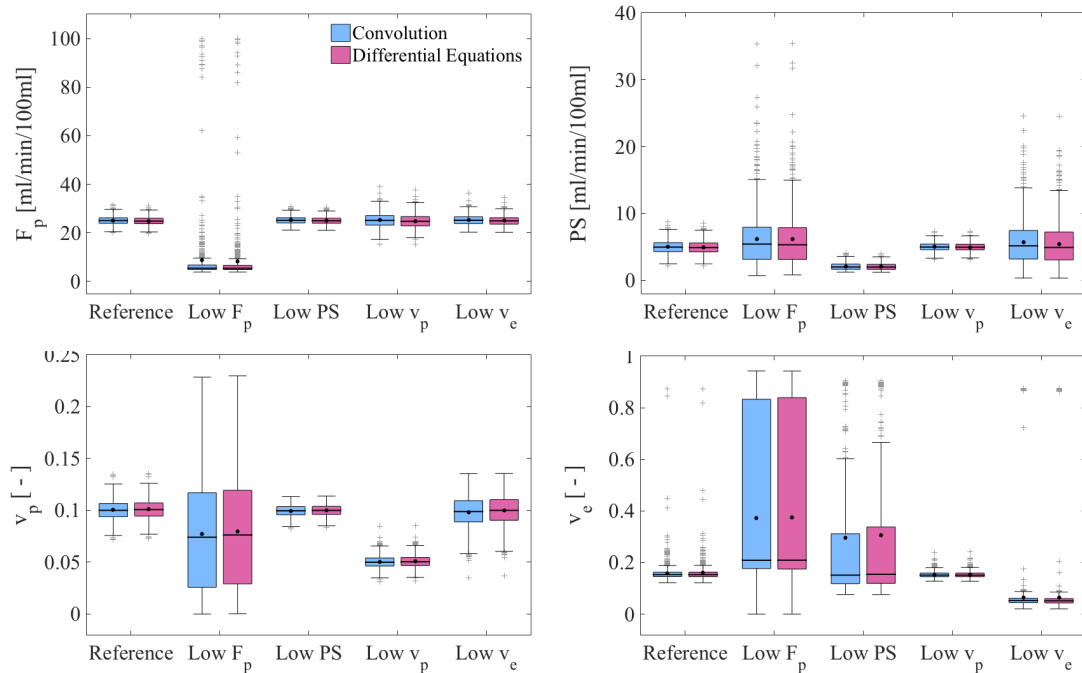 100
80
60
40
20
0
F_p [ml/min/100ml]
Convolution
Differential Equations
Reference Low F_p Low PS Low v_p Low v_e
40
30
20
10
0
PS [ml/min/100ml]
Reference Low F_p Low PS Low v_p Low v_e
0.25
0.2
0.15
0.1
0.05
0
v_p [ - ]
Reference Low F_p Low PS Low v_p Low v_e
1
0.8
0.6
0.4
0.2
0
v_e [ - ]
Reference Low F_p Low PS Low v_p Low v_e